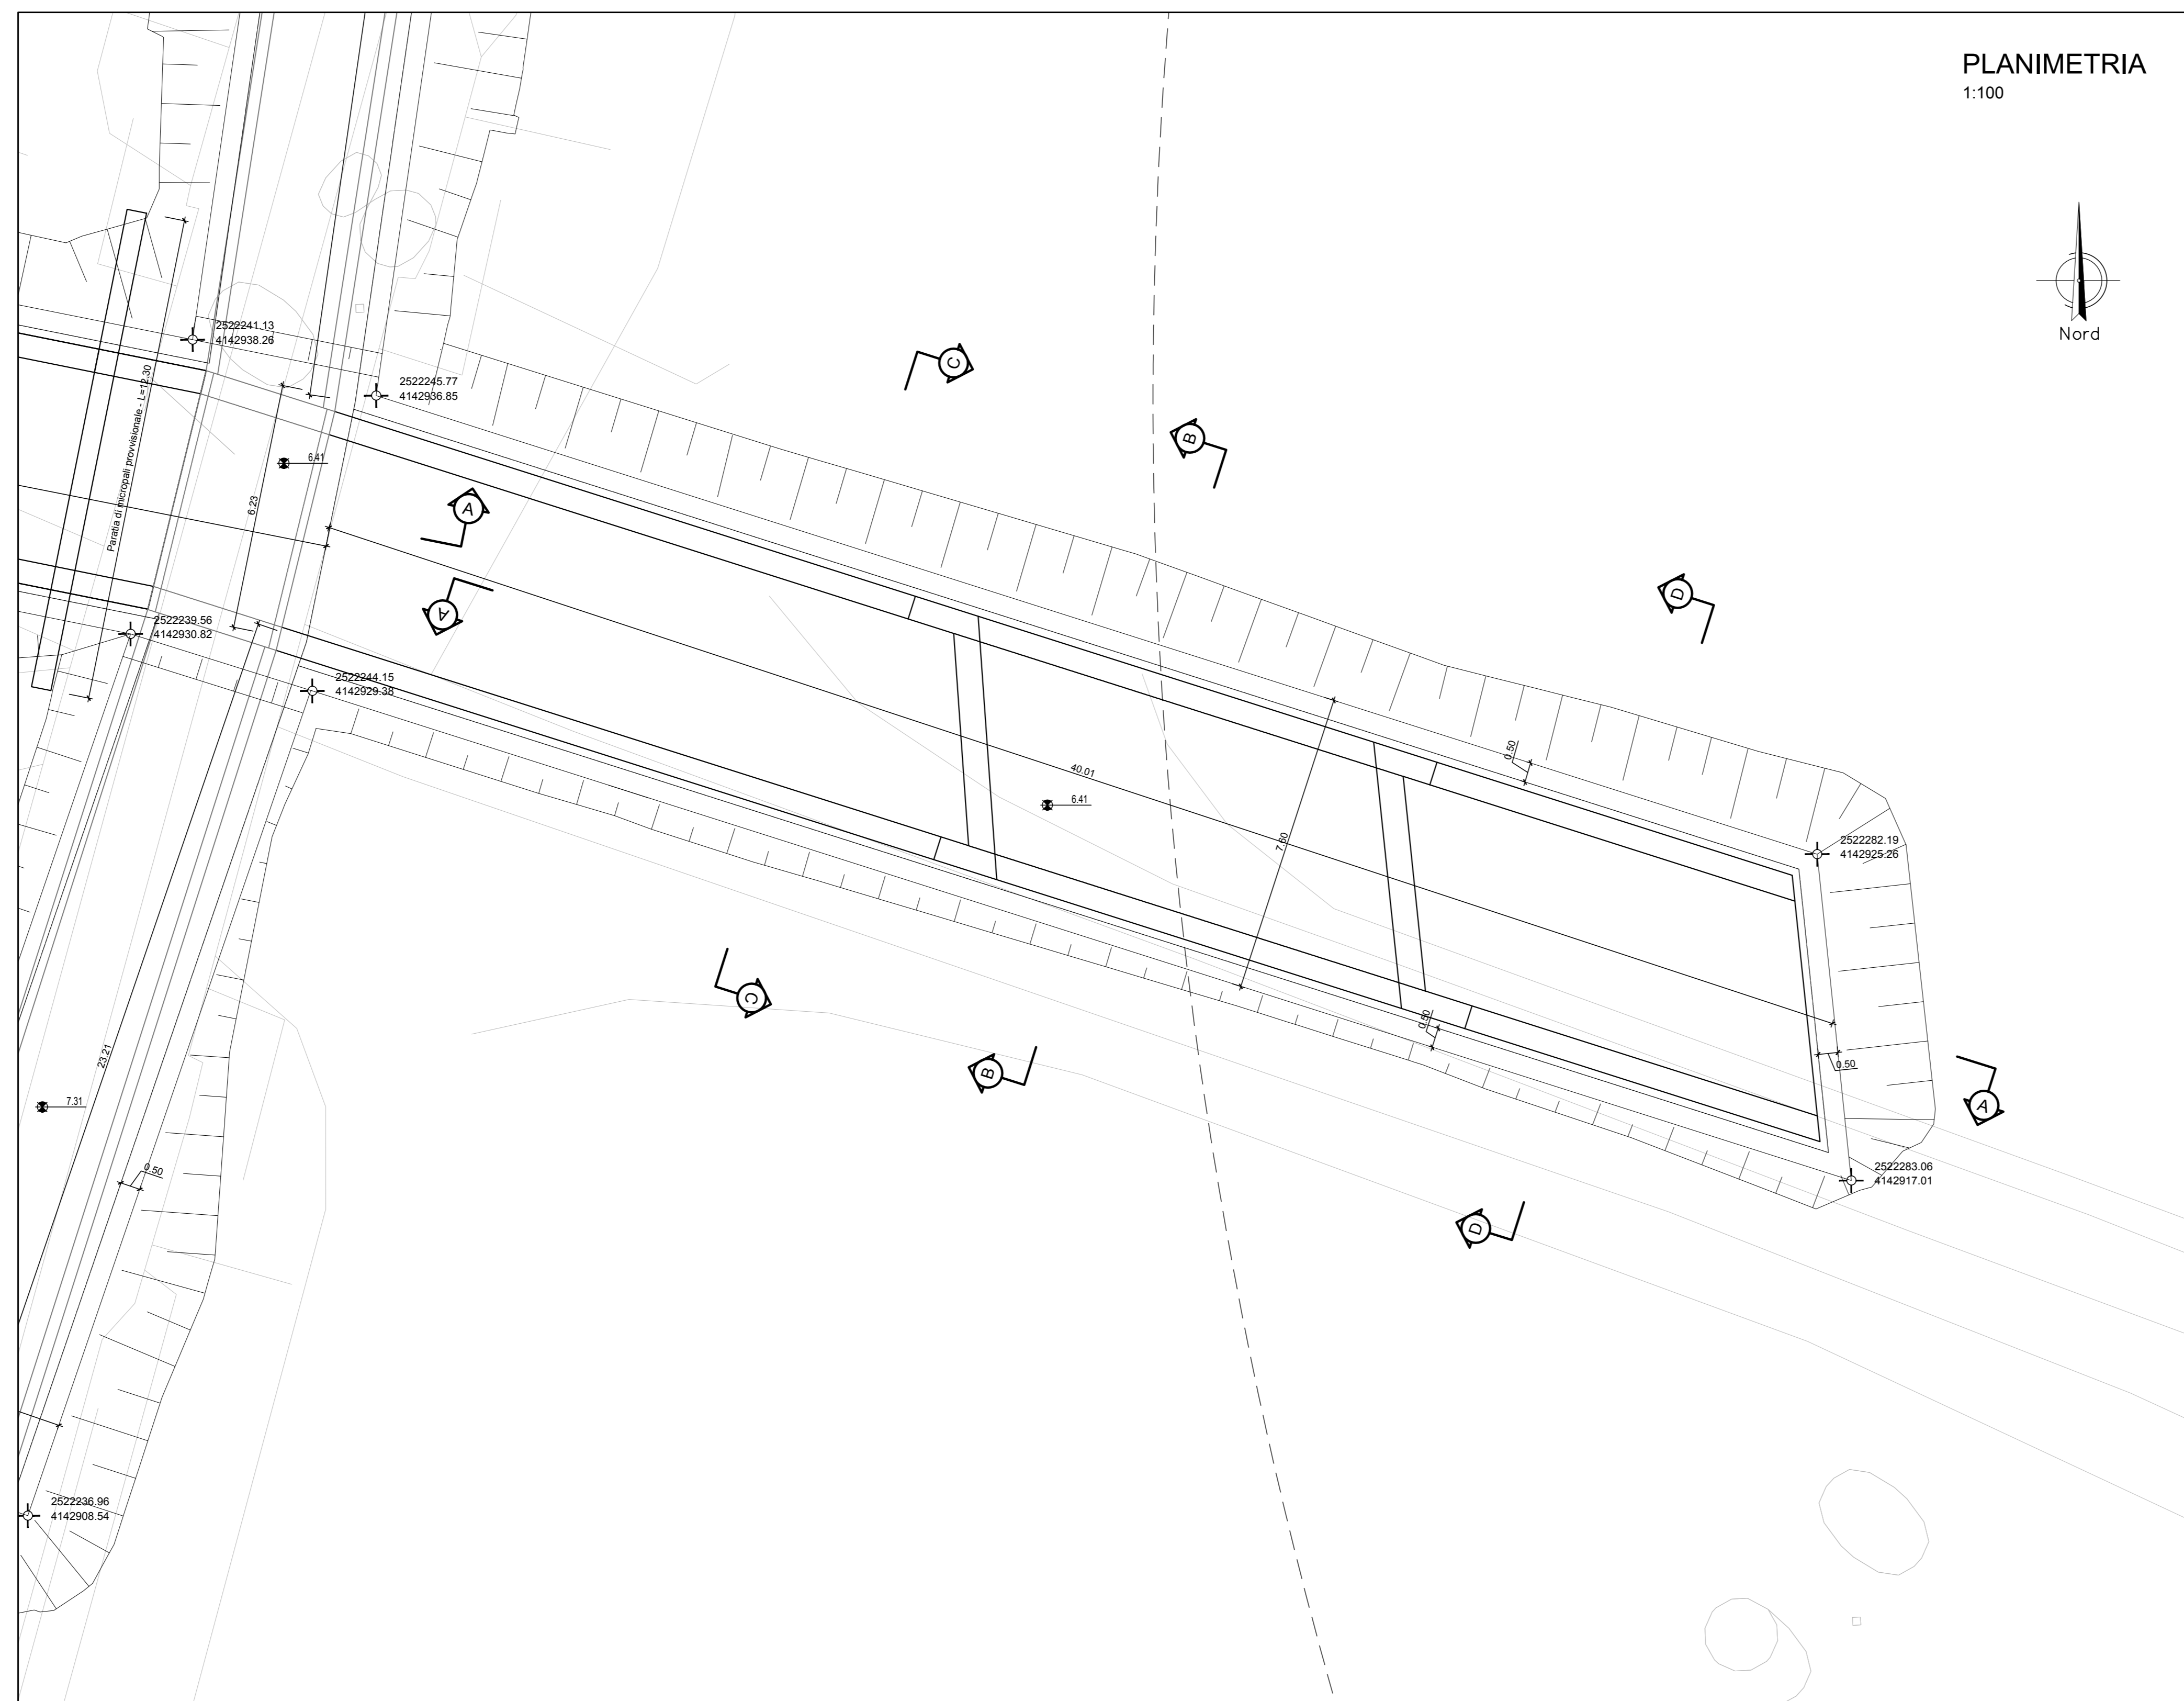 PLANIMETRIA
1:100
Nord
2522241.13
4142938.26
2522245.77
4142936.85
C
B
Paratia di micropali provvisionale - L=12.30
6.41
6.23
A
A
D
2522239.56
4142930.82
2522244.15
4142929.38
40.01
6.41
0.50
7.60
2522282.19
4142925.26
C
B
0.50
0.50
A
23.21
7.31
0.50
2522283.06
4142917.01
D
2522236.96
4142908.54